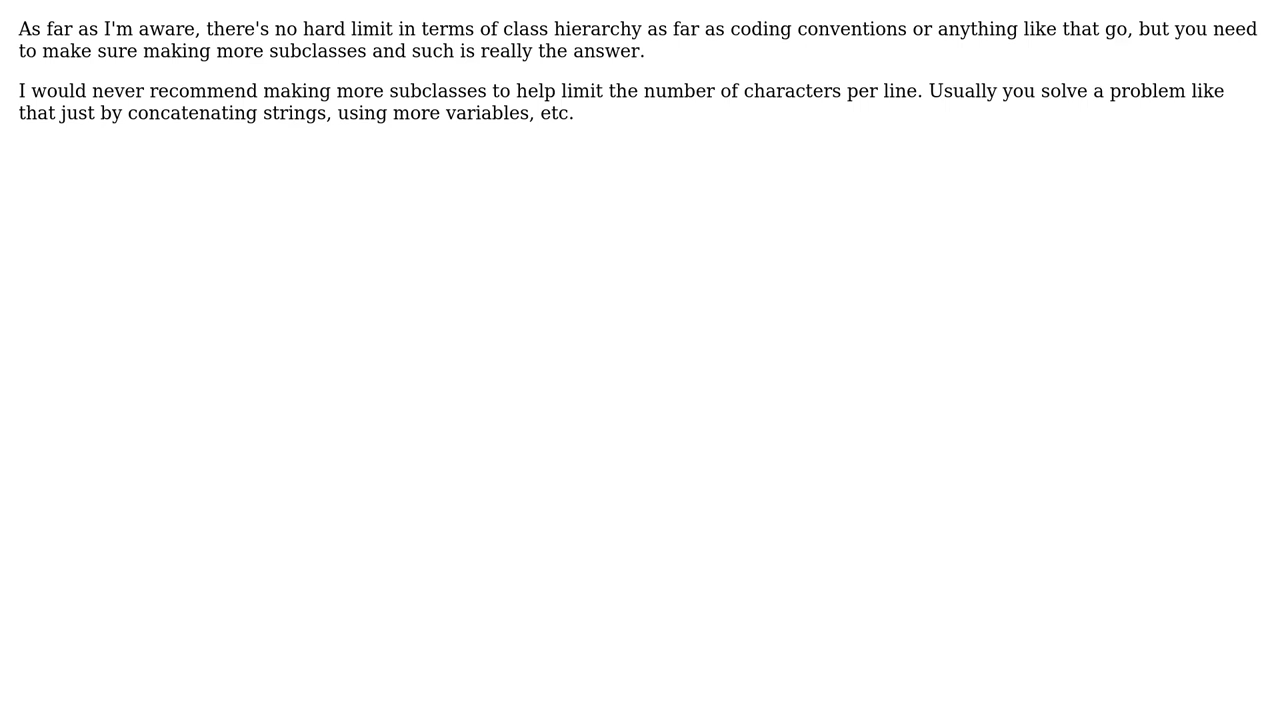 As far as I'm aware, there's no hard limit in terms of class hierarchy as far as coding conventions or anything like that go, but you need
to make sure making more subclasses and such is really the answer.
I would never recommend making more subclasses to help limit the number of characters per line. Usually you solve a problem like
that just by concatenating strings, using more variables, etc.